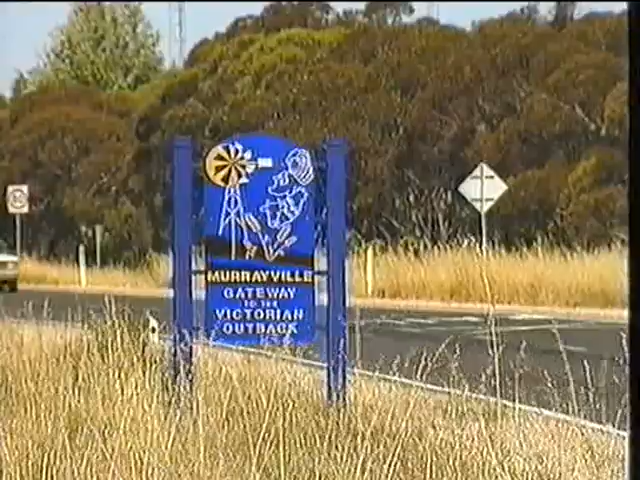 MURRAYVILLE
GATEWAY
TO THE
VICTORIAN
OUTBACK